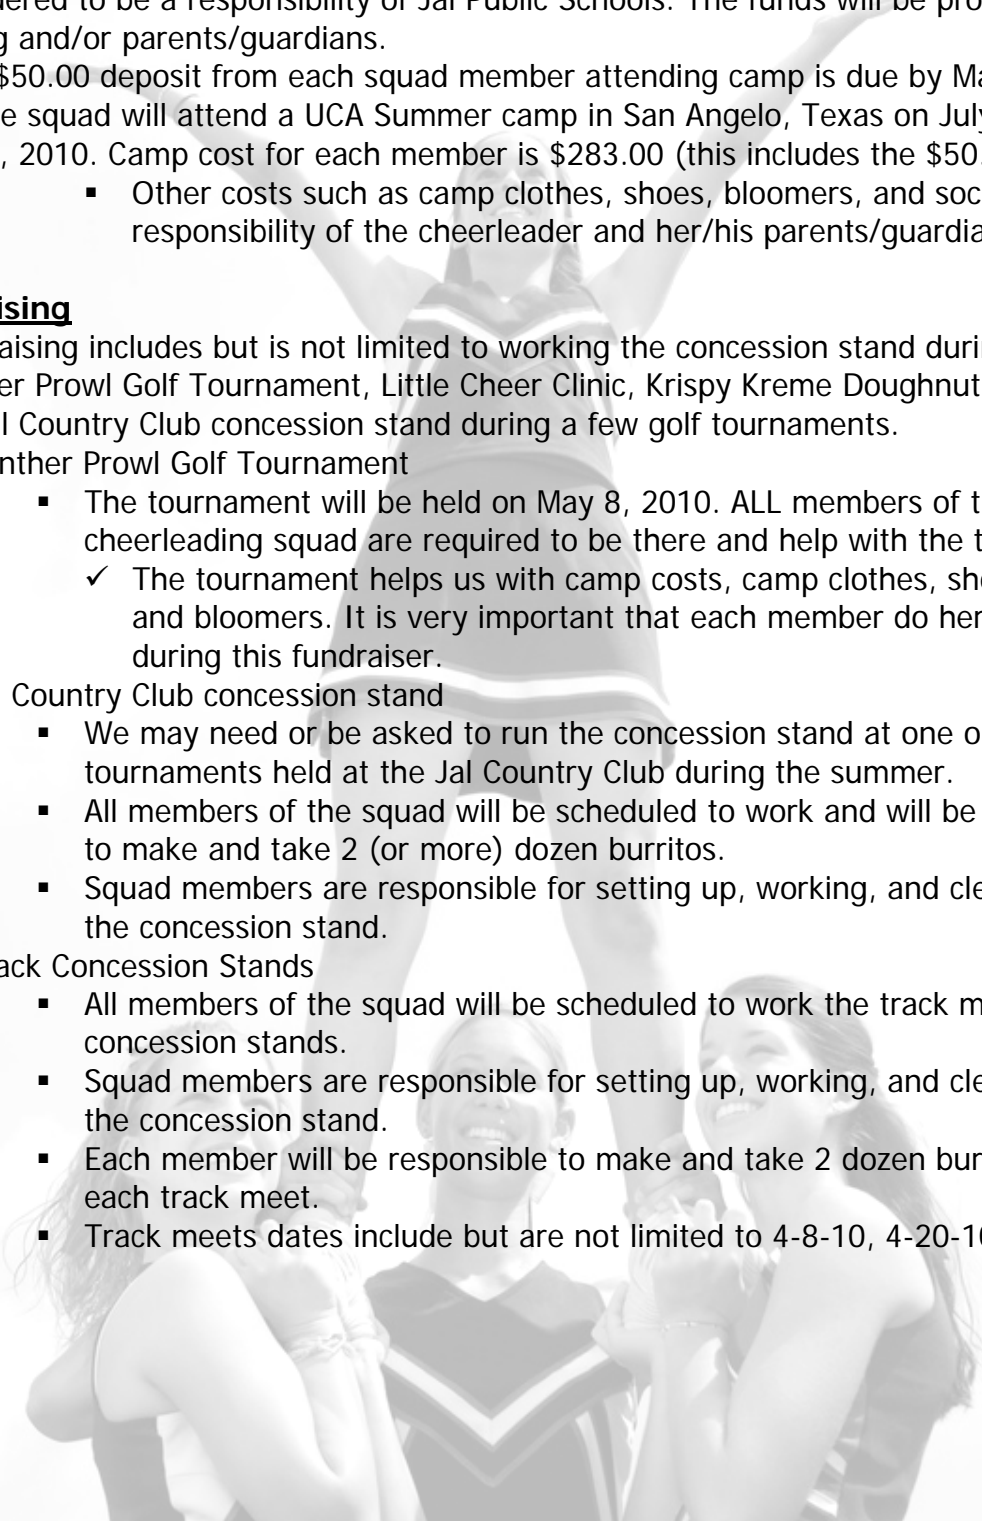 dered to be a responsibility of Jal Public Schools. The funds will be pro
g and/or parents/guardians.
$50.00 deposit from each squad member attending camp is due by Ma
e squad will attend a UCA Summer camp in San Angelo, Texas on July
, 2010. Camp cost for each member is $283.00 (this includes the $50.
▪ Other costs such as camp clothes, shoes, bloomers, and soc
responsibility of the cheerleader and her/his parents/guardia
ising
aising includes but is not limited to working the concession stand duri
er Prowl Golf Tournament, Little Cheer Clinic, Krispy Kreme Doughnut
l Country Club concession stand during a few golf tournaments.
nther Prowl Golf Tournament
▪ The tournament will be held on May 8, 2010. ALL members of t
cheerleading squad are required to be there and help with the t
✓ The tournament helps us with camp costs, camp clothes, sho
and bloomers. It is very important that each member do her
during this fundraiser.
Country Club concession stand
▪ We may need or be asked to run the concession stand at one o
tournaments held at the Jal Country Club during the summer.
▪ All members of the squad will be scheduled to work and will be
to make and take 2 (or more) dozen burritos.
▪ Squad members are responsible for setting up, working, and cle
the concession stand.
ack Concession Stands
▪ All members of the squad will be scheduled to work the track m
concession stands.
▪ Squad members are responsible for setting up, working, and cle
the concession stand.
▪ Each member will be responsible to make and take 2 dozen bur
each track meet.
▪ Track meets dates include but are not limited to 4-8-10, 4-20-10